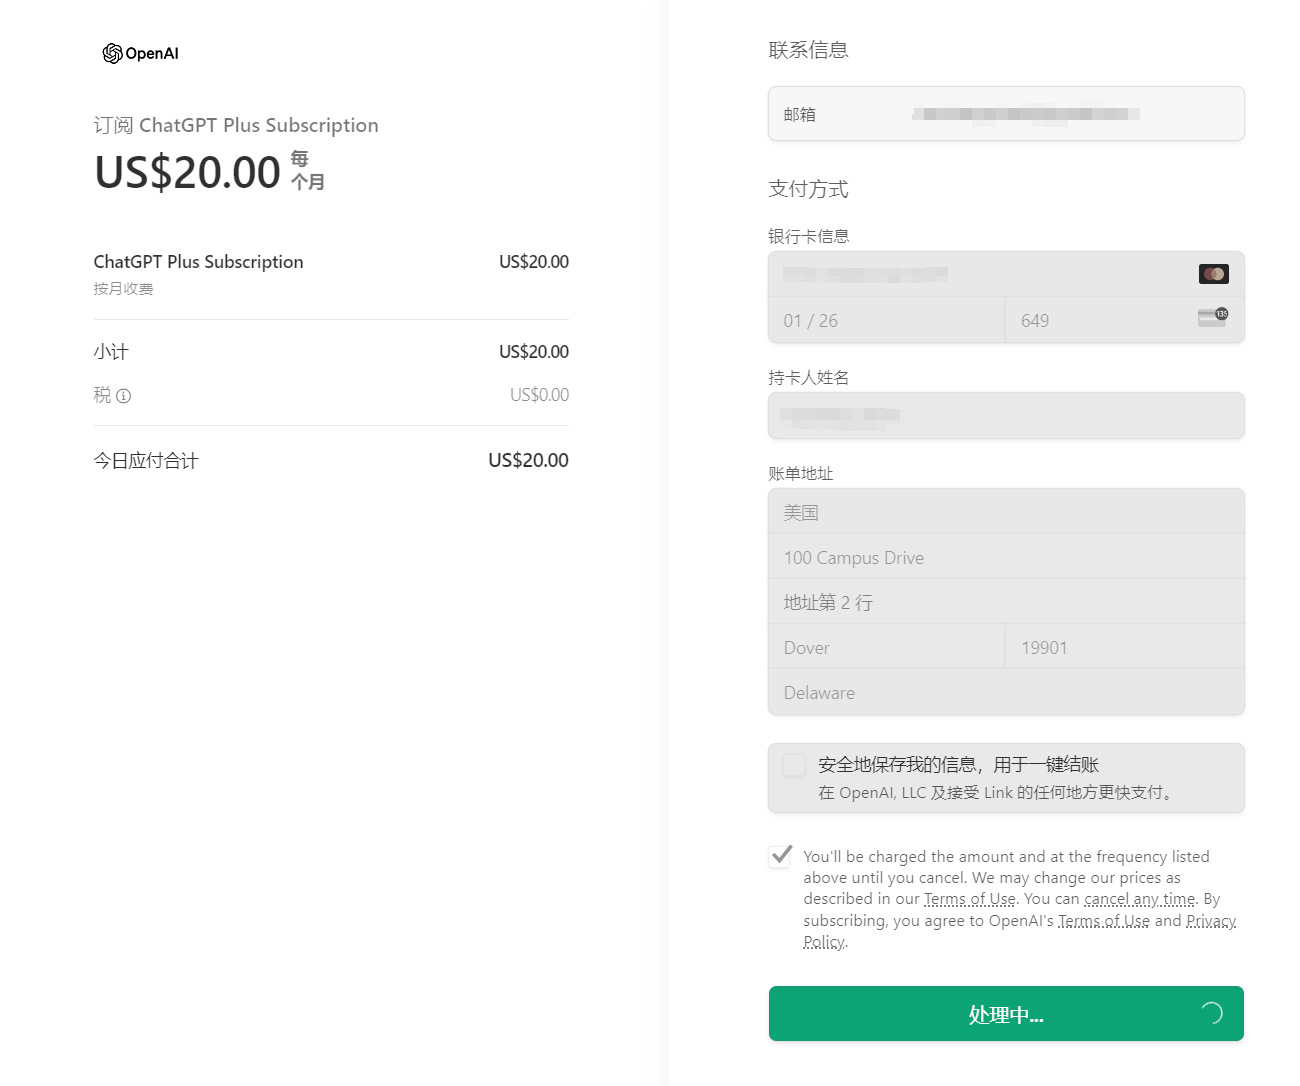 OpenAI
订阅 ChatGPT Plus Subscription
US$20.00 每
个月
ChatGPT Plus Subscription US$20.00
按月收费
小计 US$20.00
税 US$0.00
今日应付合计 US$20.00
联系信息
邮箱
支付方式
银行卡信息
01 / 26 649 135
持卡人姓名
账单地址
美国
100 Campus Drive
地址第 2 行
Dover 19901
Delaware
安全地保存我的信息，用于一键结账
在 OpenAI, LLC 及接受 Link 的任何地方更快支付。
You'll be charged the amount and at the frequency listed
above until you cancel. We may change our prices as
described in our Terms of Use. You can cancel any time. By
subscribing, you agree to OpenAI's Terms of Use and Privacy
Policy.
处理中...